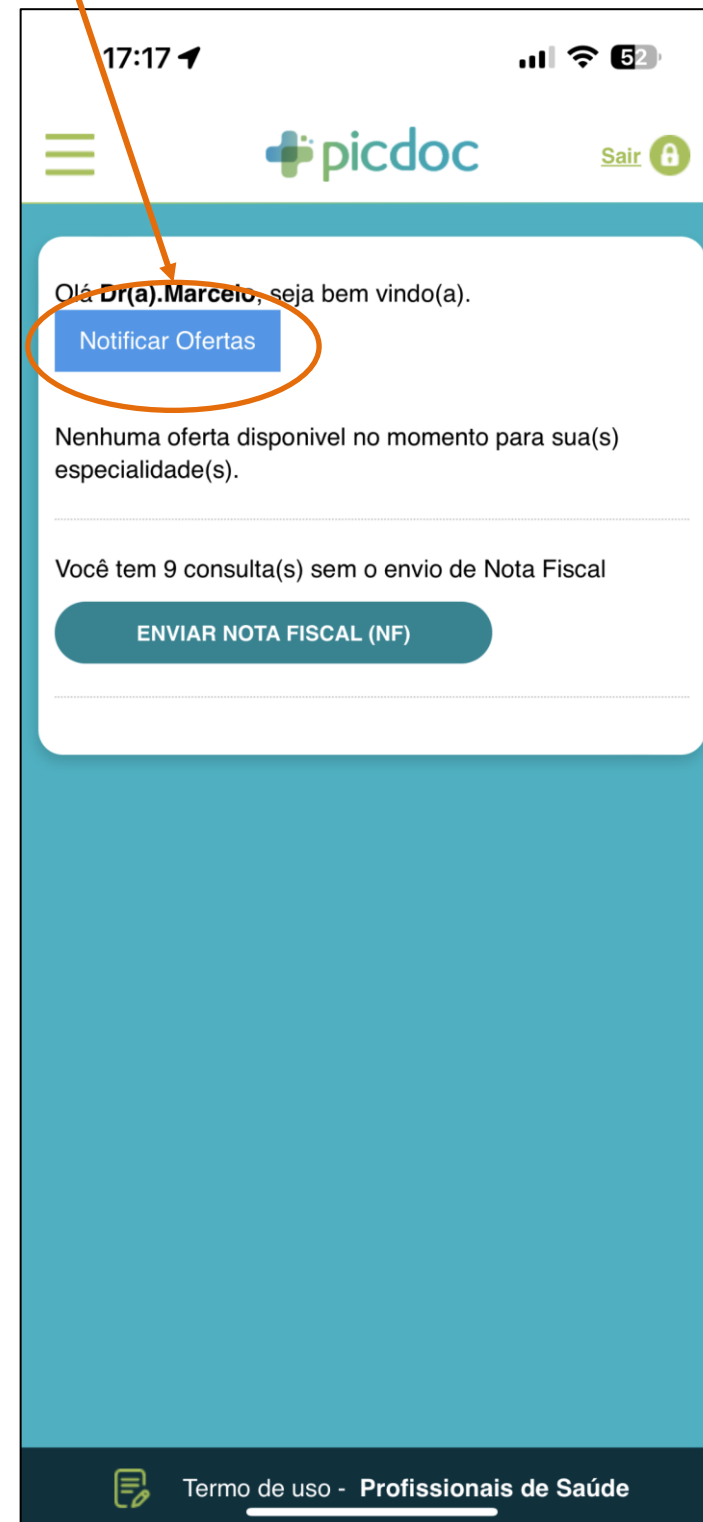 17:17
52
picdoc
Sair
Olá Dr(a).Marcelo, seja bem vindo(a).
Notificar Ofertas
Nenhuma oferta disponivel no momento para sua(s)
especialidade(s).
Você tem 9 consulta(s) sem o envio de Nota Fiscal
ENVIAR NOTA FISCAL (NF)
Termo de uso - Profissionais de Saúde